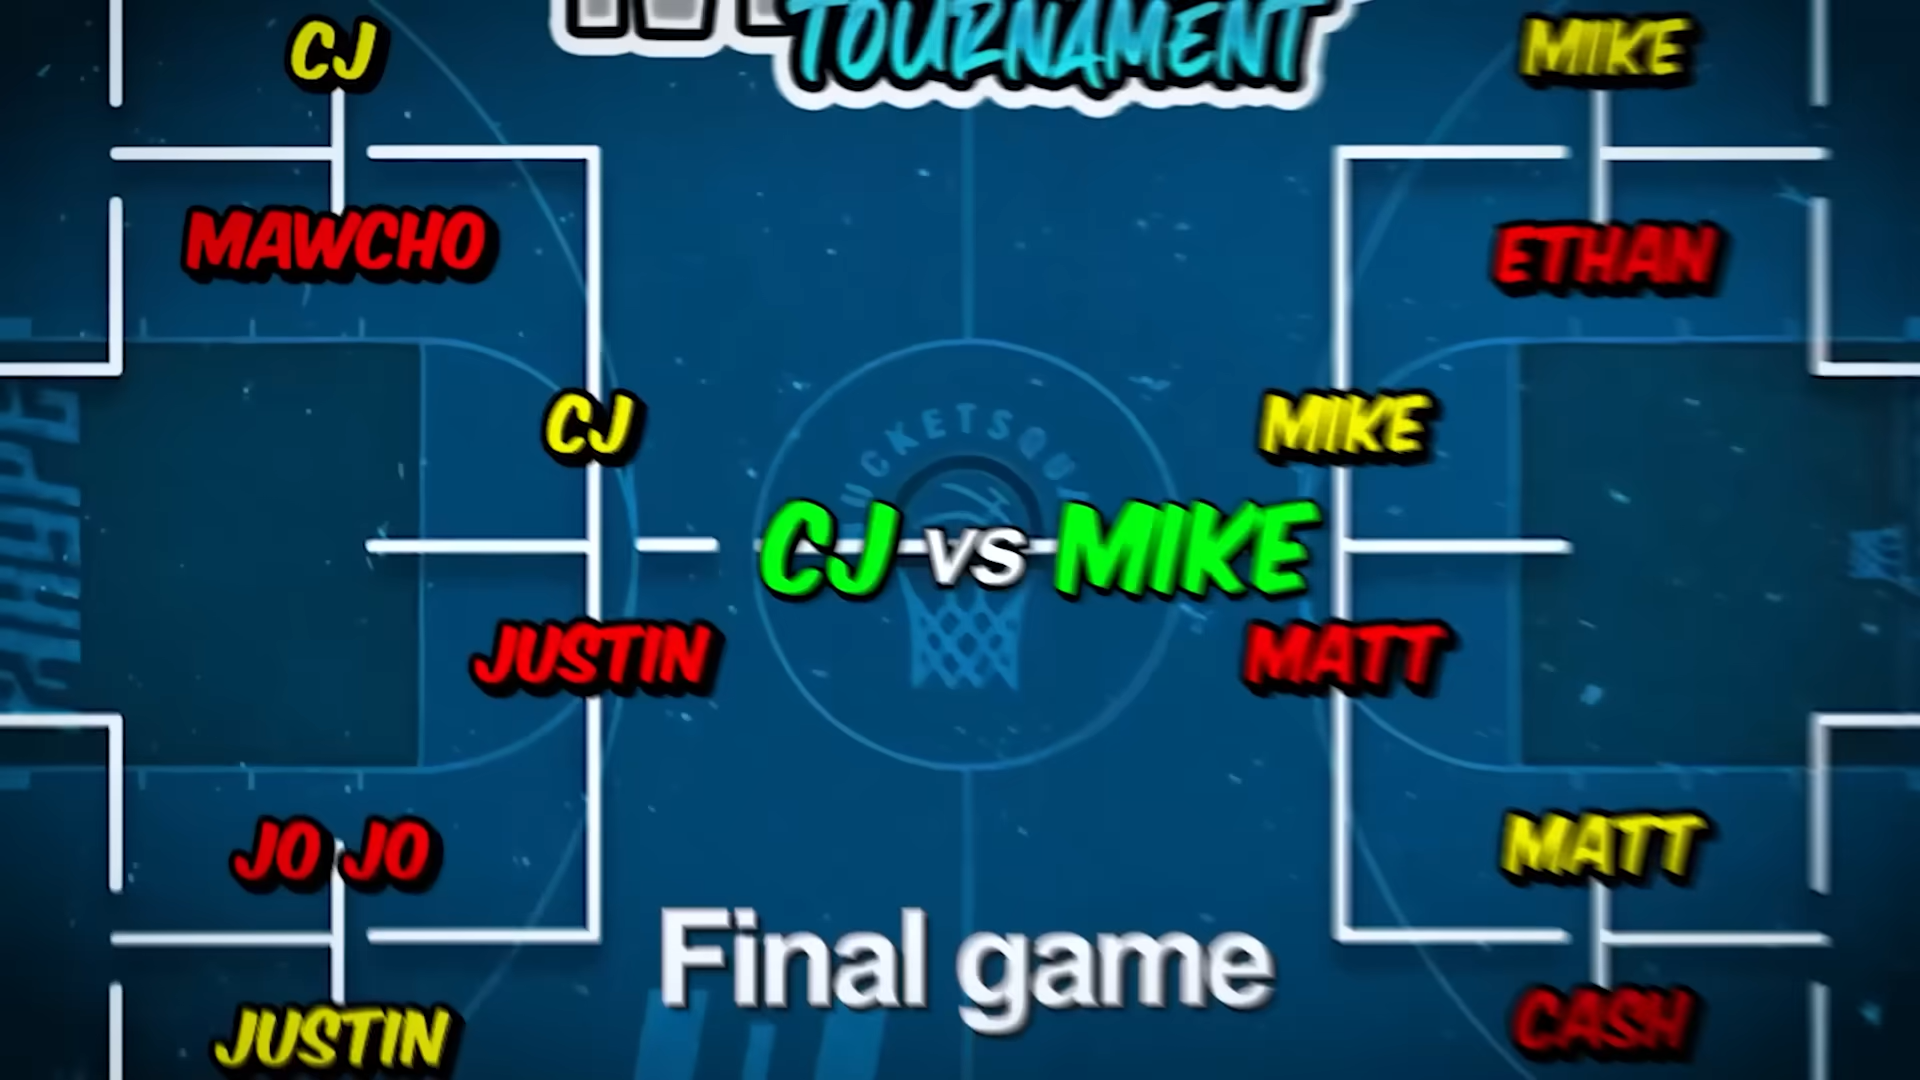 TOURNAMENT
CJ
MIKE
MAWCHO
ETHAN
CJ
MIKE
CJ vs MIKE
JUSTIN
MATT
JO JO
MATT
Final game
JUSTIN
CASH